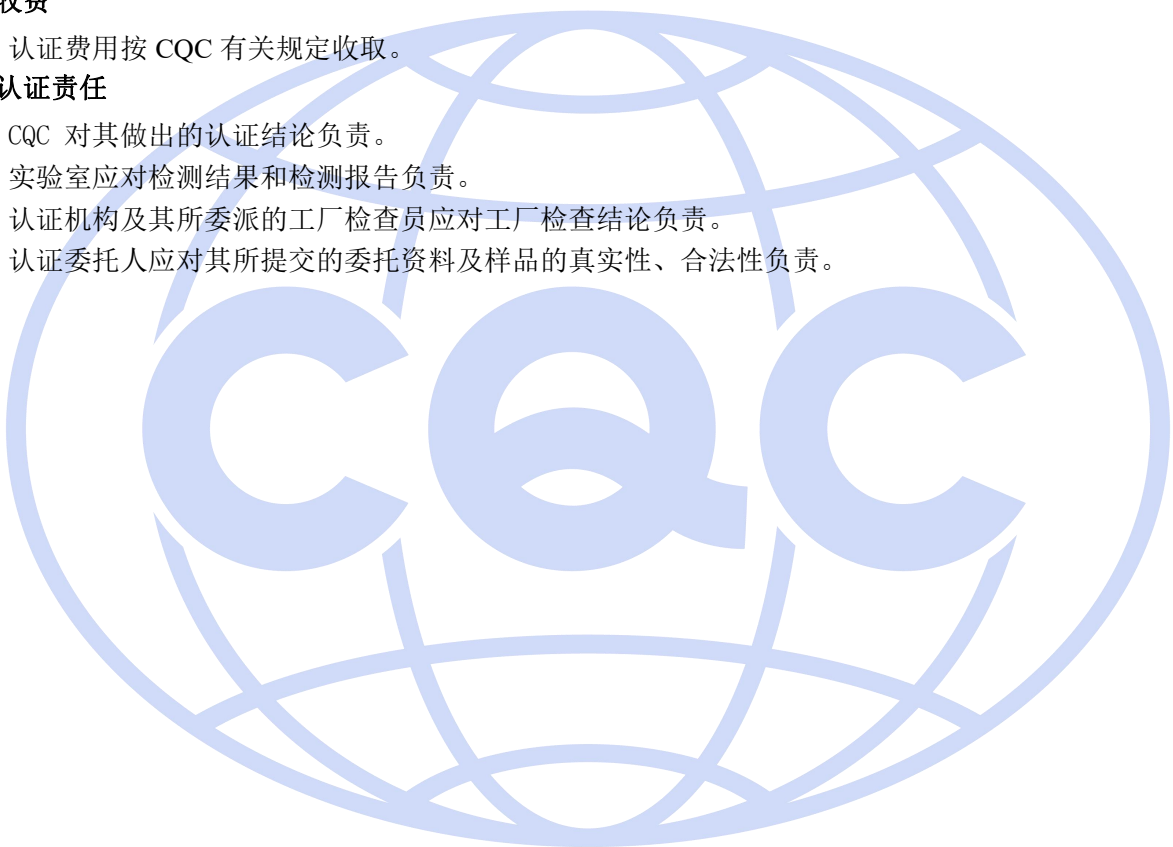 收费
认证费用按 CQC 有关规定收取。
认证责任
CQC 对其做出的认证结论负责。
实验室应对检测结果和检测报告负责。
认证机构及其所委派的工厂检查员应对工厂检查结论负责。
认证委托人应对其所提交的委托资料及样品的真实性、合法性负责。
CQC